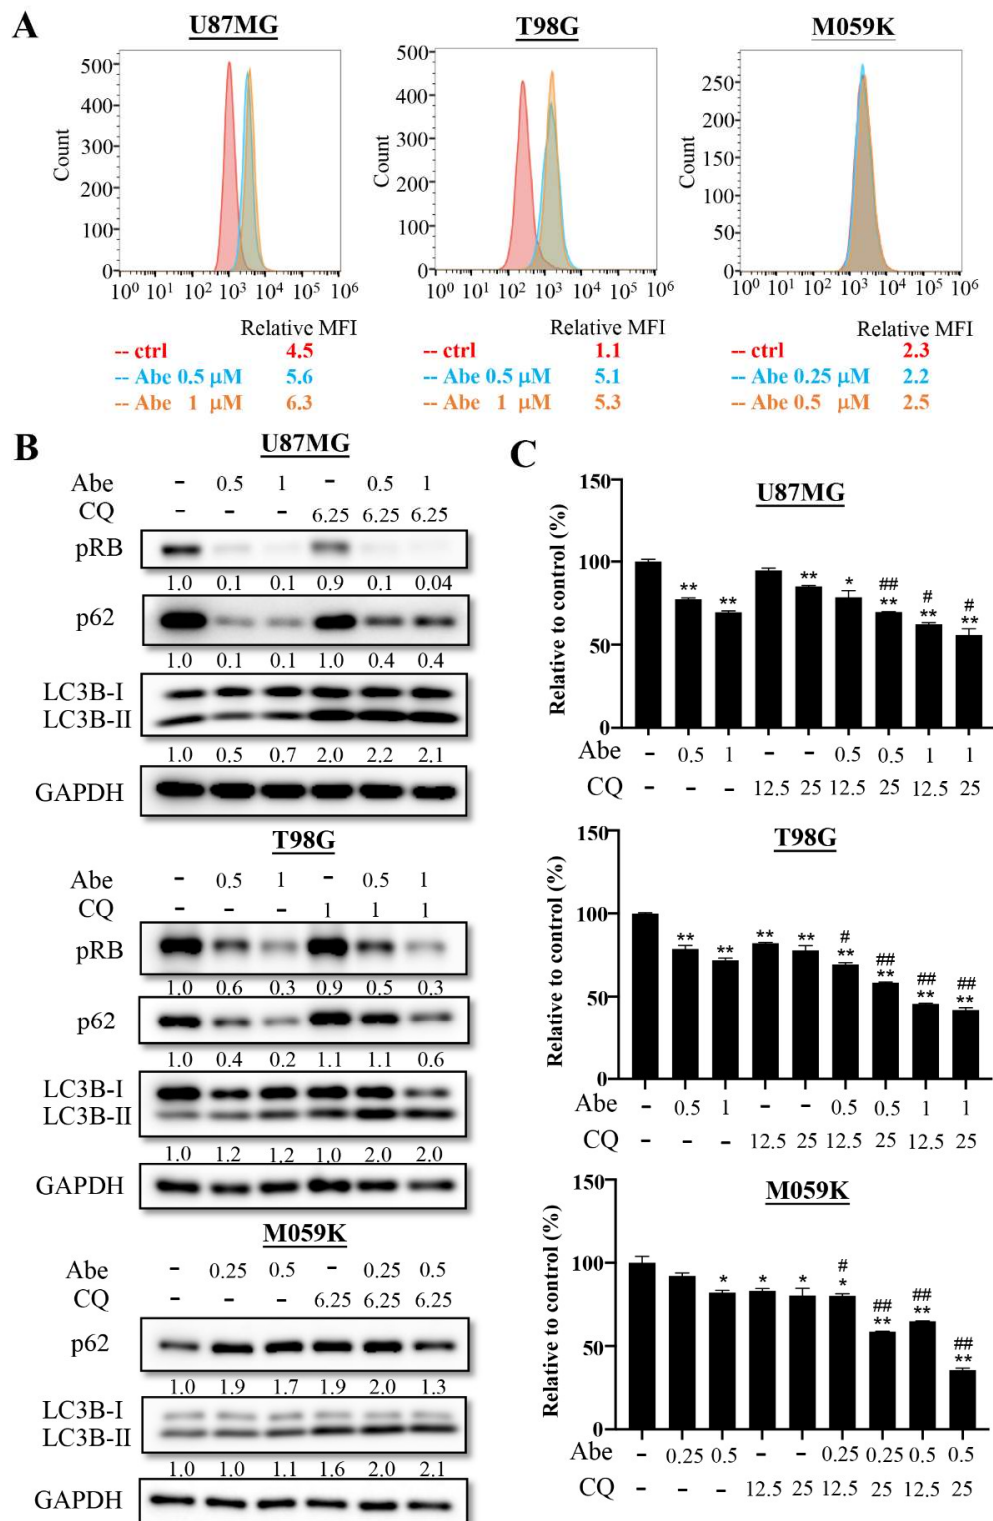 A
U87MG
T98G
M059K
500
400
300
200
100
0
Count
10⁰ 10¹ 10² 10³ 10⁴ 10⁵ 10⁶
400
300
200
100
0
Count
10⁰ 10¹ 10² 10³ 10⁴ 10⁵ 10⁶
250
200
150
100
50
0
Count
10⁰ 10¹ 10² 10³ 10⁴ 10⁵ 10⁶
Relative MFI
-- ctrl 4.5
-- Abe 0.5 μM 5.6
-- Abe 1 μM 6.3
Relative MFI
-- ctrl 1.1
-- Abe 0.5 μM 5.1
-- Abe 1 μM 5.3
Relative MFI
-- ctrl 2.3
-- Abe 0.25 μM 2.2
-- Abe 0.5 μM 2.5
B
U87MG
Abe - 0.5 1 - 0.5 1
CQ - - - 6.25 6.25 6.25
pRB
1.0 0.1 0.1 0.9 0.1 0.04
p62
1.0 0.1 0.1 1.0 0.4 0.4
LC3B-I
LC3B-II
1.0 0.5 0.7 2.0 2.2 2.1
GAPDH
T98G
Abe - 0.5 1 - 0.5 1
CQ - - - 1 1 1
pRB
1.0 0.6 0.3 0.9 0.5 0.3
p62
1.0 0.4 0.2 1.1 1.1 0.6
LC3B-I
LC3B-II
1.0 1.2 1.2 1.0 2.0 2.0
GAPDH
M059K
Abe - 0.25 0.5 - 0.25 0.5
CQ - - - 6.25 6.25 6.25
p62
1.0 1.9 1.7 1.9 2.0 1.3
LC3B-I
LC3B-II
1.0 1.0 1.1 1.6 2.0 2.1
GAPDH
C
U87MG
Relative to control (%)
150
100
50
0
** ** ** * ## ** # ** # **
Abe - 0.5 1 - - 0.5 0.5 1 1
CQ - - - 12.5 25 12.5 25 12.5 25
T98G
Relative to control (%)
150
100
50
0
** ** ** ** # ** ## ** ## ** ## **
Abe - 0.5 1 - - 0.5 0.5 1 1
CQ - - - 12.5 25 12.5 25 12.5 25
M059K
Relative to control (%)
150
100
50
0
* * * # * ## ** ## ** ## **
Abe - 0.25 0.5 - - 0.25 0.25 0.5 0.5
CQ - - - 12.5 25 12.5 25 12.5 25